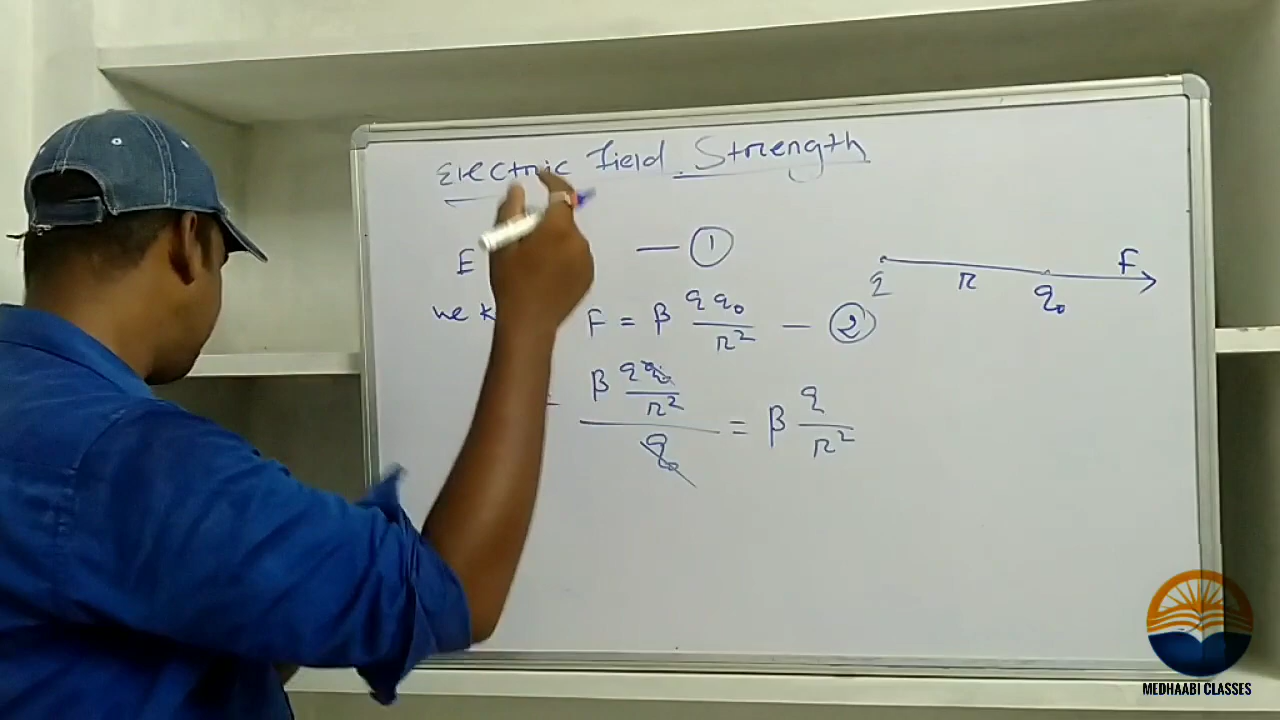 Electric Field Strength
E — ①
F
q r q₀
we k F = β q q₀ / r² — ②
β q q₀ / r² / q₀ = β q / r²
MEDHAABI CLASSES